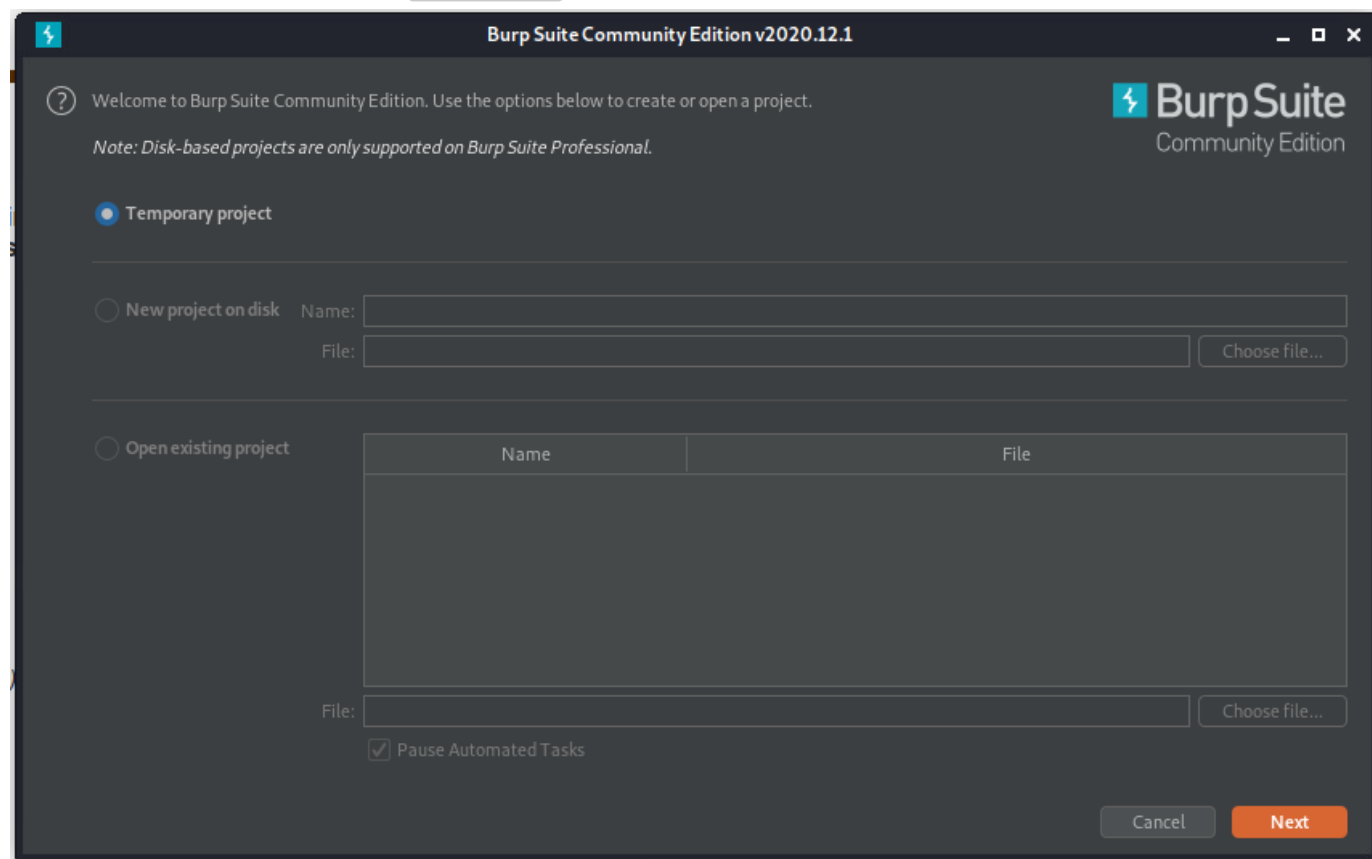 Burp Suite Community Edition v2020.12.1
Welcome to Burp Suite Community Edition. Use the options below to create or open a project.
Burp Suite
Community Edition
Note: Disk-based projects are only supported on Burp Suite Professional.
Temporary project
New project on disk Name:
File: Choose file...
Open existing project Name File
File: Choose file...
Pause Automated Tasks
Cancel Next